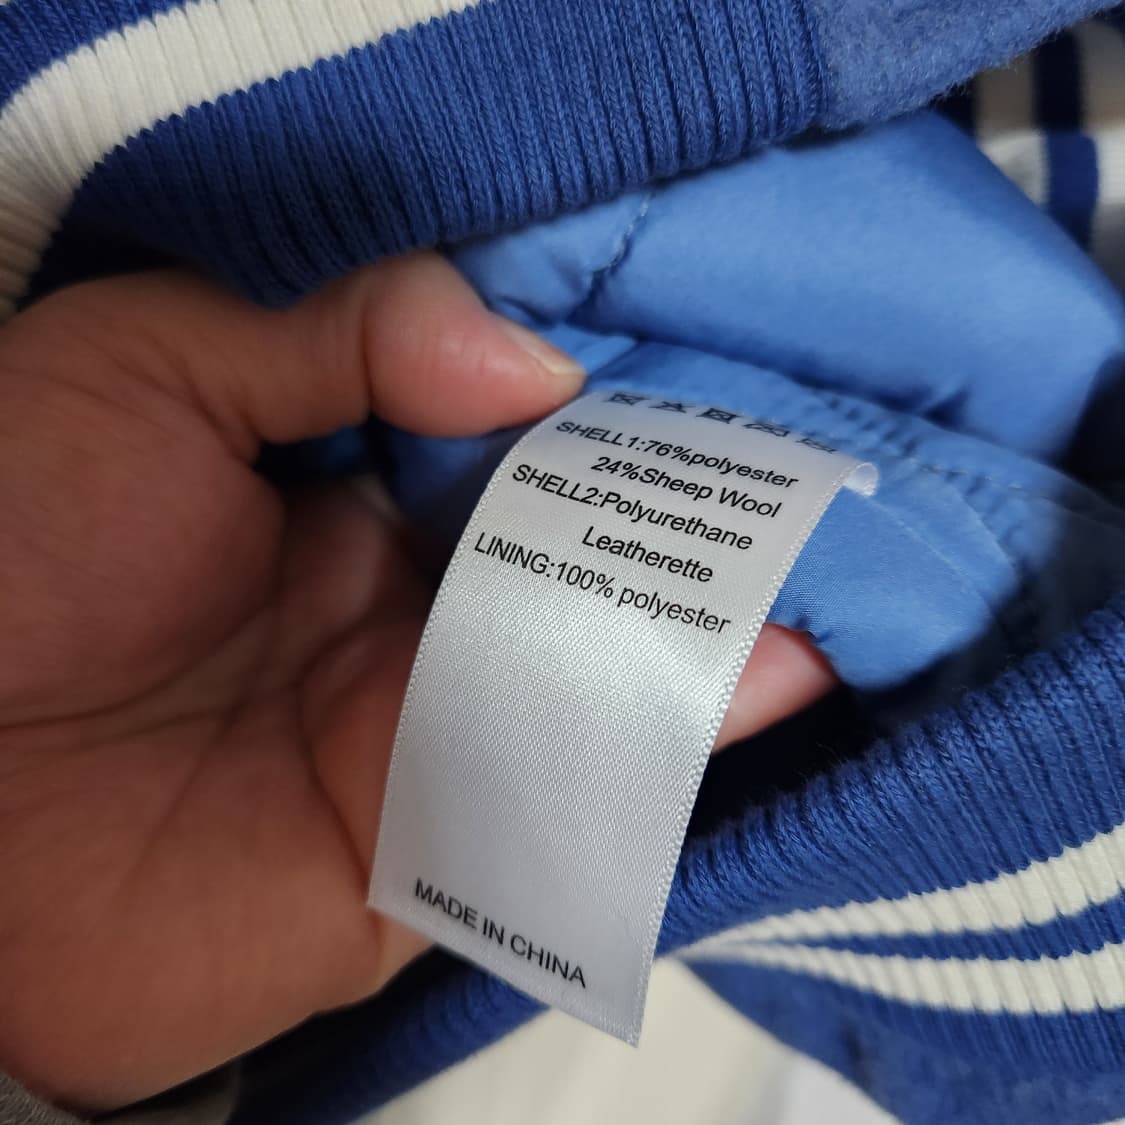 SHELL1:76%polyester
24%Sheep Wool
SHELL2:Polyurethane
Leatherette
LINING:100% polyester
MADE IN CHINA